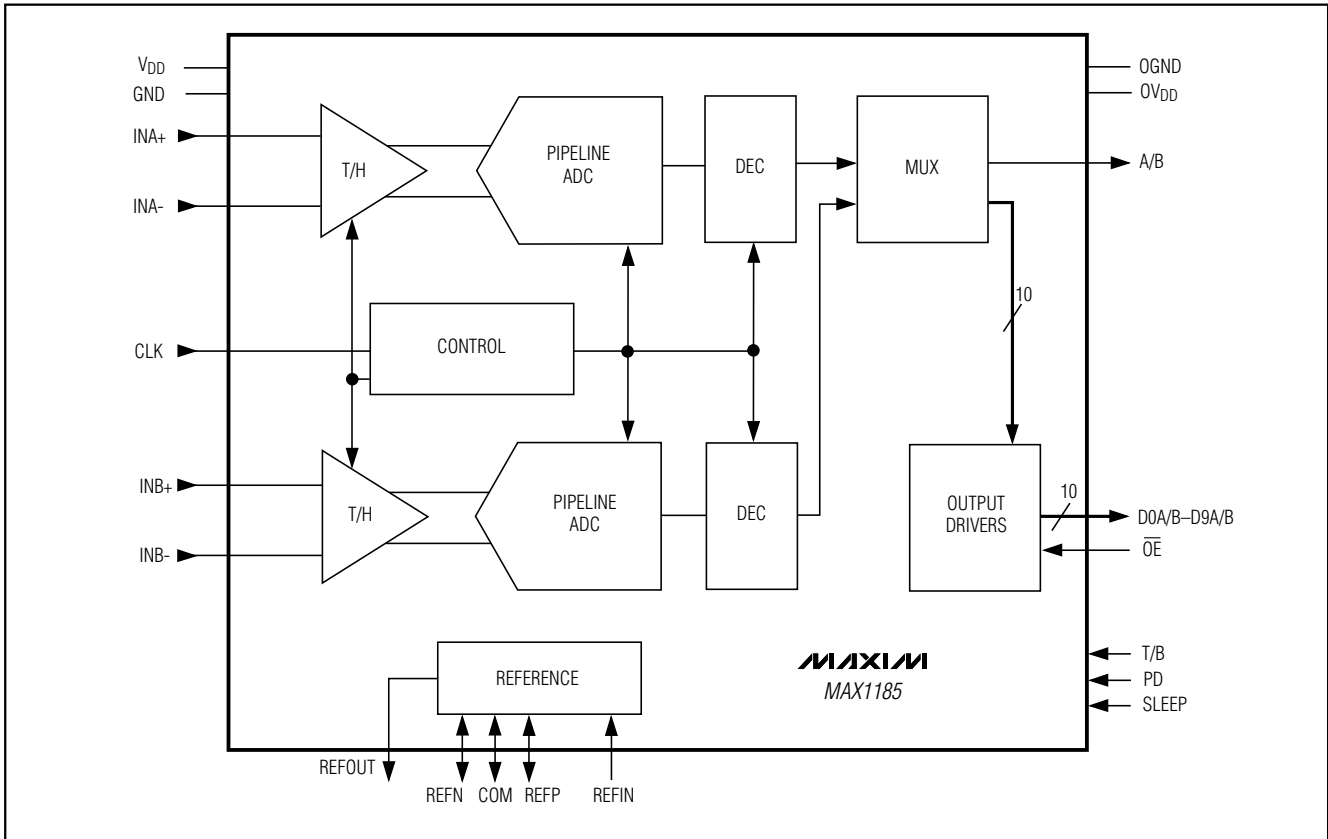 VDD
GND
OGND
OVDD
INA+
INA-
T/H
PIPELINE
ADC
DEC
MUX
A/B
10
CLK
CONTROL
INB+
INB-
T/H
PIPELINE
ADC
DEC
OUTPUT
DRIVERS
10
D0A/B–D9A/B
OE
REFERENCE
MAXIM
MAX1185
T/B
PD
SLEEP
REFOUT
REFN
COM
REFP
REFIN